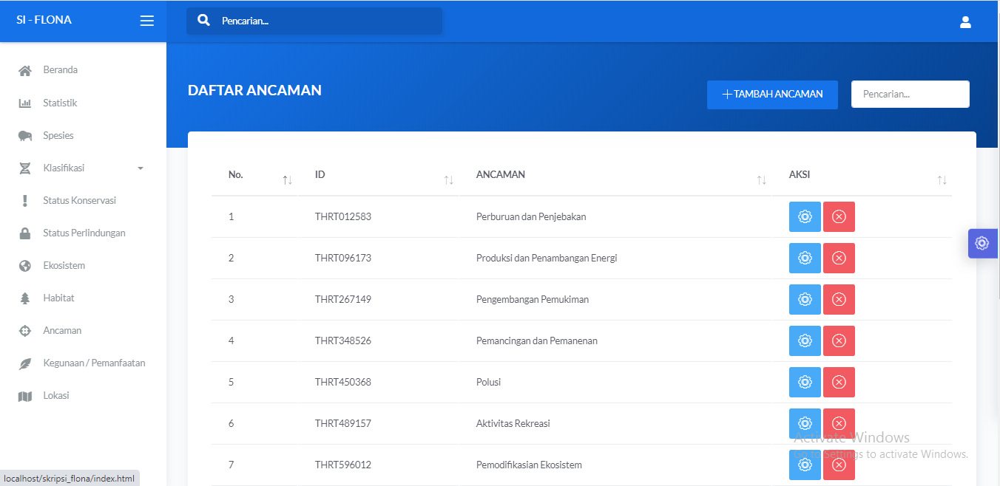 SI - FLONA
Pencarian...
Beranda
Statistik
Spesies
Klasifikasi
Status Konservasi
Status Perlindungan
Ekosistem
Habitat
Ancaman
Kegunaan / Pemanfaatan
Lokasi
DAFTAR ANCAMAN
+ TAMBAH ANCAMAN
Pencarian...
No. ID ANCAMAN AKSI
1 THRT012583 Perburuan dan Penjebakan
2 THRT096173 Produksi dan Penambangan Energi
3 THRT267149 Pengembangan Pemukiman
4 THRT348526 Pemancingan dan Pemanenan
5 THRT450368 Polusi
6 THRT489157 Aktivitas Rekreasi
7 THRT596012 Pemodifikasian Ekosistem
Activate Windows
Go to Settings to activate Windows.
localhost/skripsi_flona/index.html